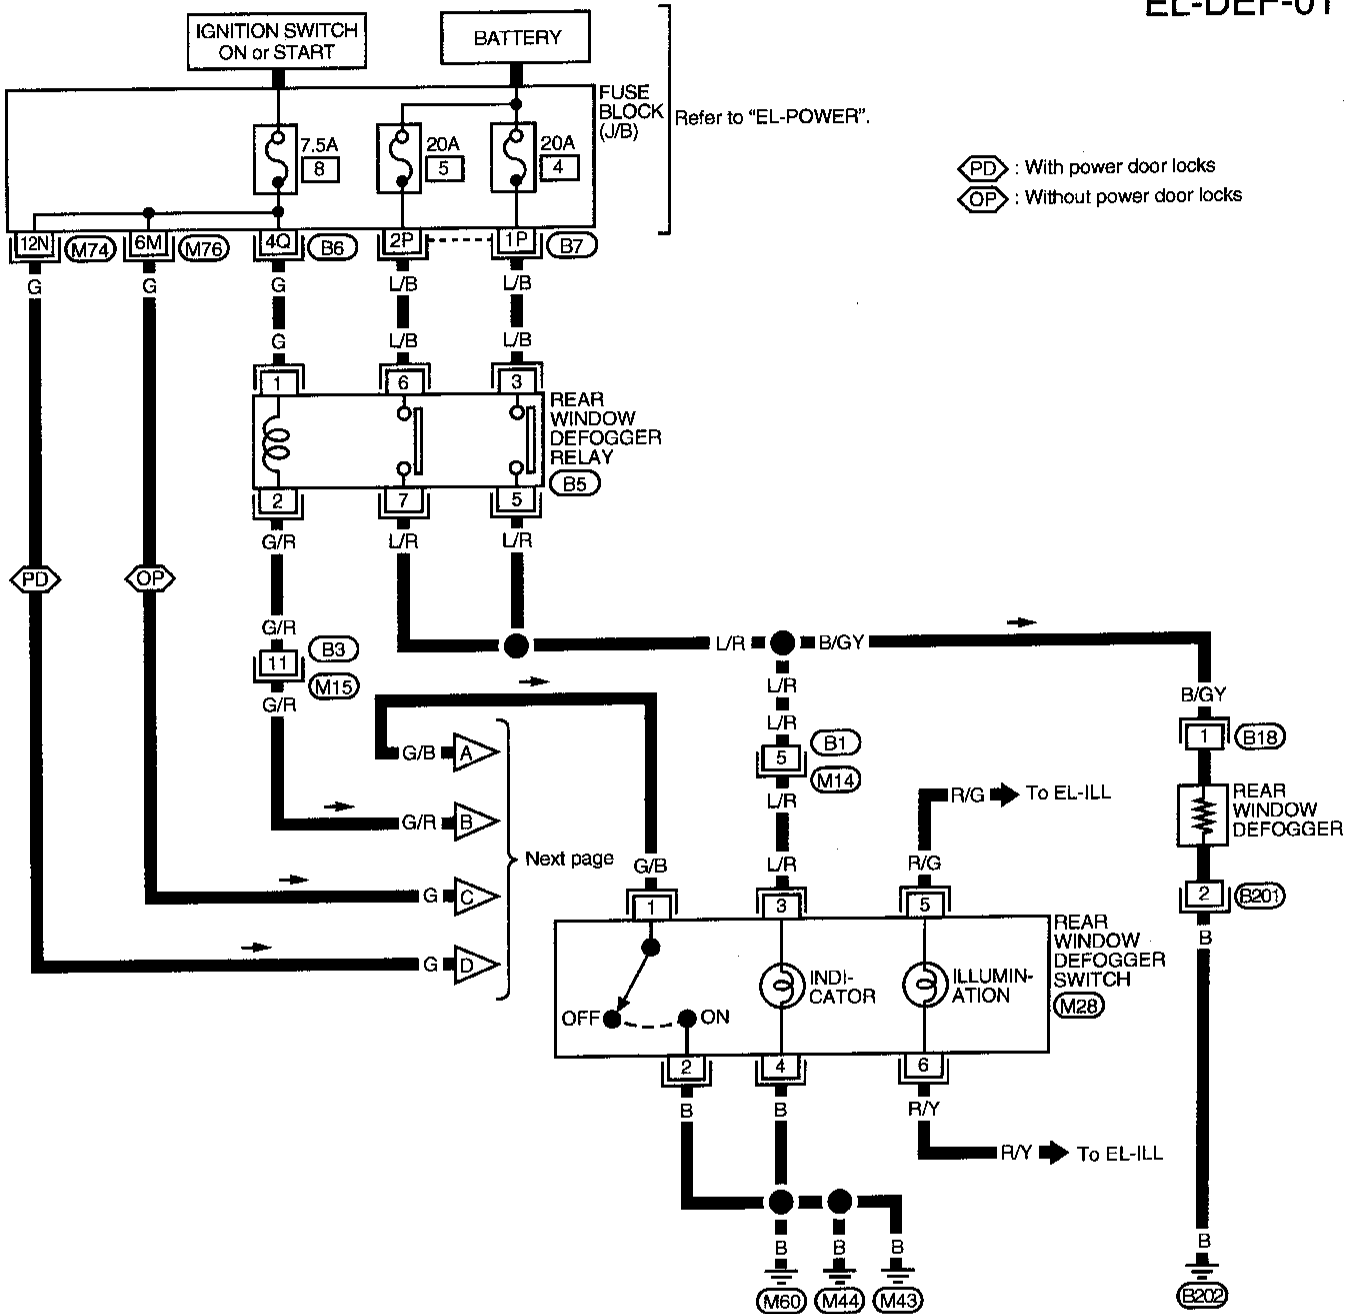 EL-DEF-01
IGNITION SWITCH
ON or START
BATTERY
FUSE
BLOCK
(J/B)
Refer to "EL-POWER".
7.5A
8
20A
5
20A
4
PD : With power door locks
OP : Without power door locks
12N M74 6M M76 4Q B6 2P 1P B7
G G G L/B L/B
G L/B L/B
1 6 3
REAR
WINDOW
DEFOGGER
RELAY
B5
2 7 5
G/R L/R L/R
PD OP
G/R
11 B3
M15
G/R
L/R B/GY
L/R
L/R
5 B1
M14
L/R
L/R
B/GY
1 B18
REAR
WINDOW
DEFOGGER
2 B201
B
G/B A
G/R B
G C
G D
Next page
R/G To EL-ILL
G/B R/G
1 3 5
REAR
WINDOW
DEFOGGER
SWITCH
M28
INDI-
CATOR
ILLUMIN-
ATION
OFF ON
2 4 6
B B R/Y
R/Y To EL-ILL
B B B B
M60 M44 M43 B202